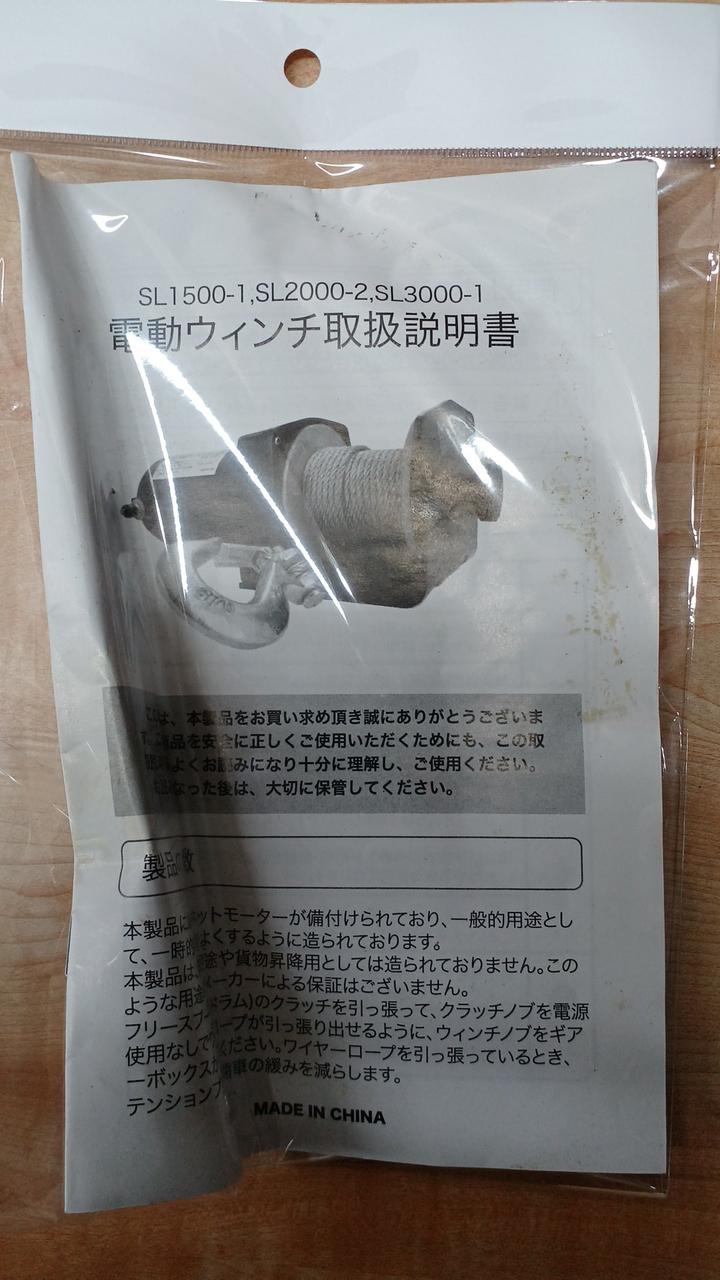 SL1500-1,SL2000-2,SL3000-1
電動ウィンチ取扱説明書
は、本製品をお買い求め頂き誠にありがとうございま
品を安全に正しくご使用いただくためにも、この取
よくお読みになり十分に理解し、ご使用ください。
なった後は、大切に保管してください。
製品
本製品に ットモーターが備付けられており、一般的用途とし
て、一時的 よくするように造られております。
本製品は、 途や貨物昇降用としては造られておりません。この
ような用途 ーカーによる保証はございません。
フリースプ ドラム)のクラッチを引っ張って、クラッチノブを電源
使用なしで ープが引っ張り出せるように、ウィンチノブをギア
ーボックス ください。ワイヤーロープを引っ張っているとき、
テンション 車の緩みを減らします。
MADE IN CHINA